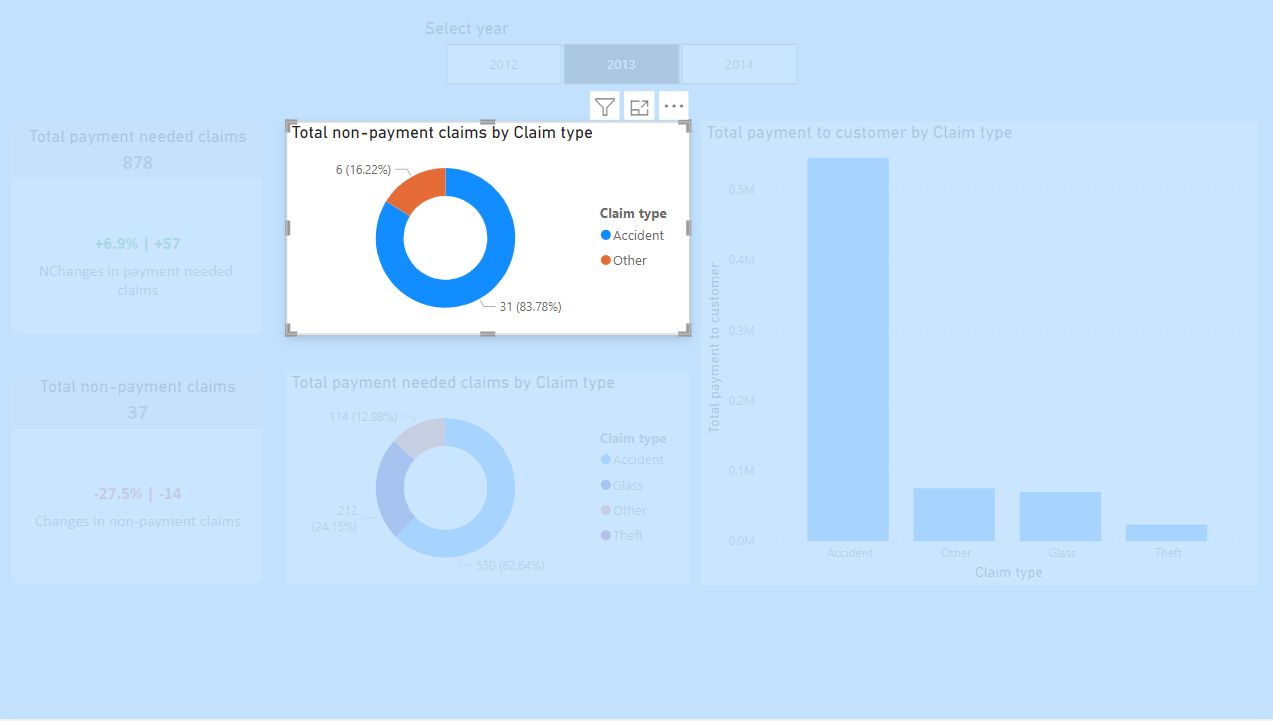 Select year
2012
2013
2014
Total payment needed claims
878
+6.9% | +57
NChanges in payment needed
claims
Total non-payment claims by Claim type
6 (16.22%)
31 (83.78%)
Claim type
Accident
Other
Total payment to customer by Claim type
0.5M
0.4M
0.3M
0.2M
0.1M
0.0M
Total payment to customer
Accident
Other
Glass
Theft
Claim type
Total non-payment claims
37
-27.5% | -14
Changes in non-payment claims
Total payment needed claims by Claim type
114 (12.98%)
212
(24.15%)
550 (62.64%)
Claim type
Accident
Glass
Other
Theft